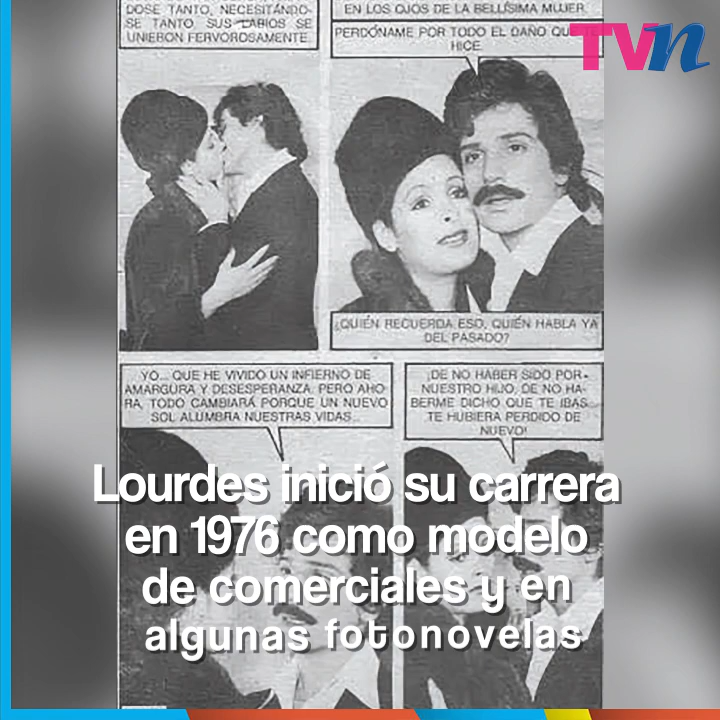 DOSE TANTO, NECESITÁNDO-
SE TANTO SUS LABIOS SE
UNIERON FERVOROSAMENTE.
EN LOS OJOS DE LA BELLÍSIMA MUJER.
PERDÓNAME POR TODO EL DAÑO QUE
HICE.
TVn
¿QUIÉN RECUERDA ESO, QUIÉN HABLA YA
DEL PASADO?
YO... QUE HE VIVIDO UN INFIERNO DE
AMARGURA Y DESESPERANZA. PERO AHO-
RA, TODO CAMBIARÁ PORQUE UN NUEVO
SOL ALUMBRA NUESTRAS VIDAS...
¡DE NO HABER SIDO POR
NUESTRO HIJO, DE NO HA-
BERME DICHO QUE TE IBAS...
TE HUBIERA PERDIDO DE
NUEVO!
Lourdes inició su carrera
en 1976 como modelo
de comerciales y en
algunas fotonovelas